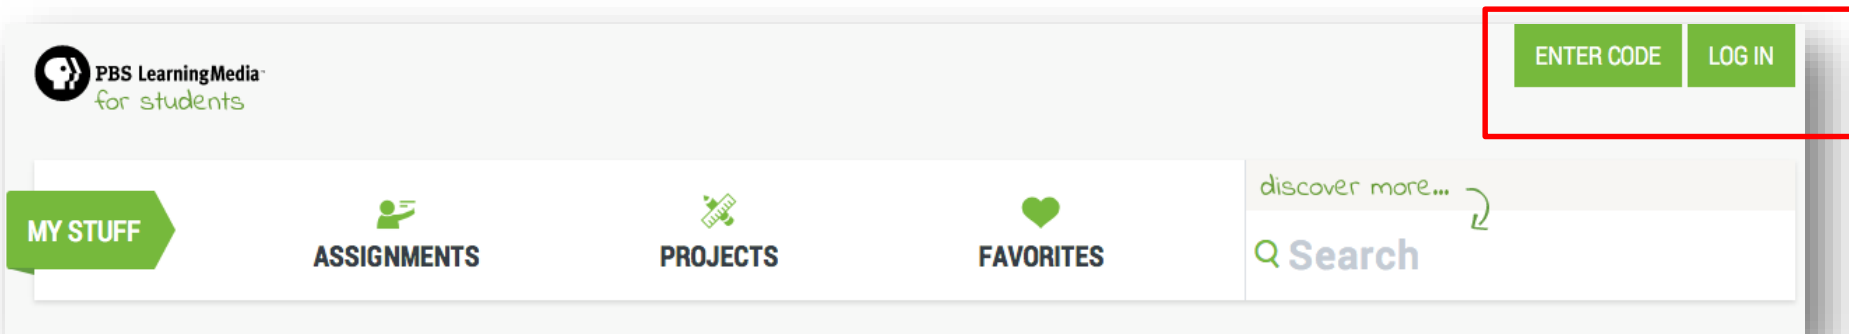 ENTER CODE LOG IN
PBS LearningMedia
for students
discover more...
MY STUFF
ASSIGNMENTS PROJECTS FAVORITES
Search